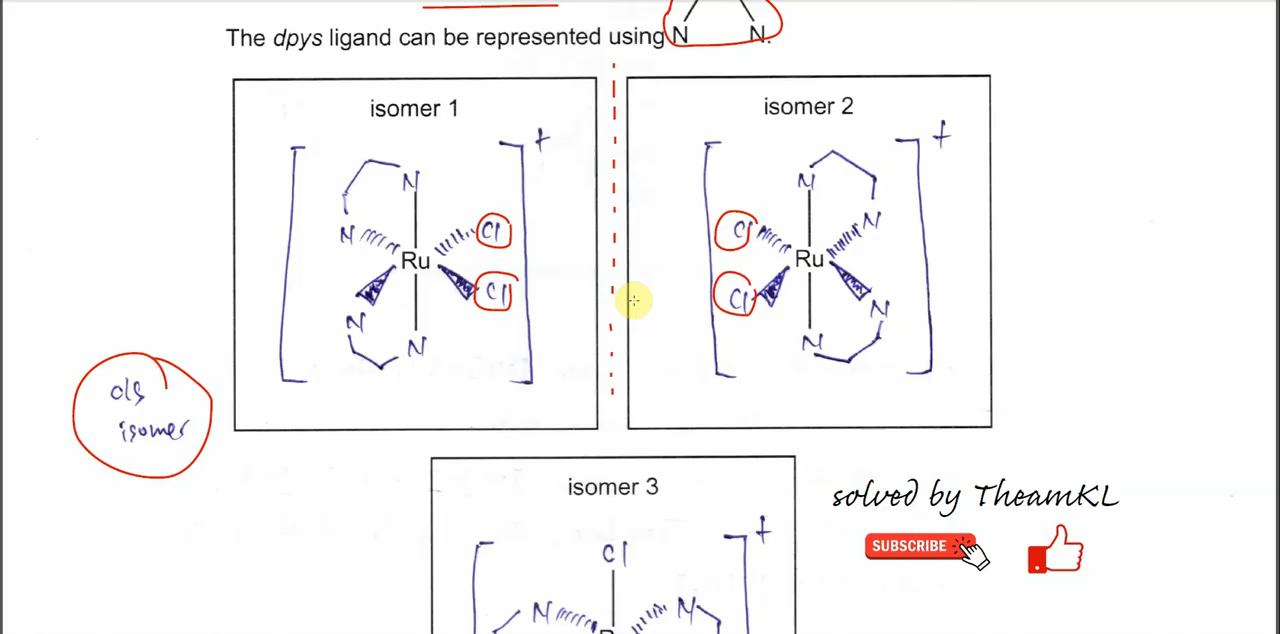 N N.
The dpys ligand can be represented using
isomer 1
+
N
N
Cl
Ru
Cl
N
N
isomer 2
+
N
Cl
N
Ru
Cl
N
N
cis
isomer
isomer 3
+
Cl
N
N
solved by TheamKL
SUBSCRIBE